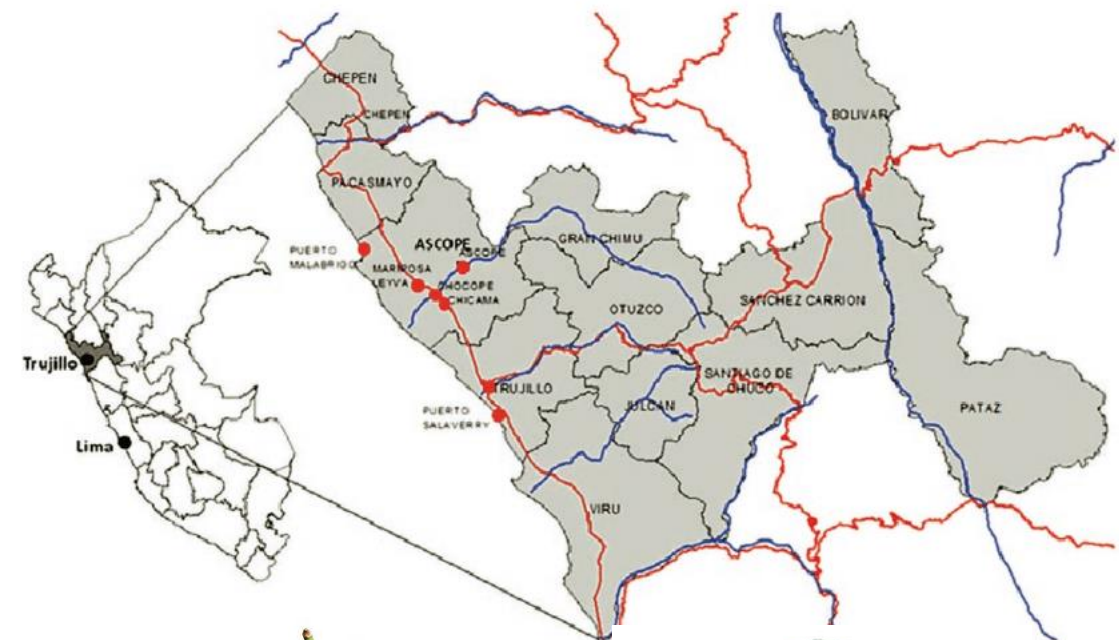 CHEPEN
CHEPEN
BOLIVAR
PACASMAYO
ASCOPE
ASCOPE
GRAN CHIMU
PUERTO
MALABRIGO
MARIPOSA
LEYVA
CHOCOPE
CHICAMA
OTUZCO
SANCHEZ CARRION
Trujillo
TRUJILLO
SANTIAGO DE
CHUCO
JULCAN
PUERTO
SALAVERRY
PATAZ
Lima
VIRU